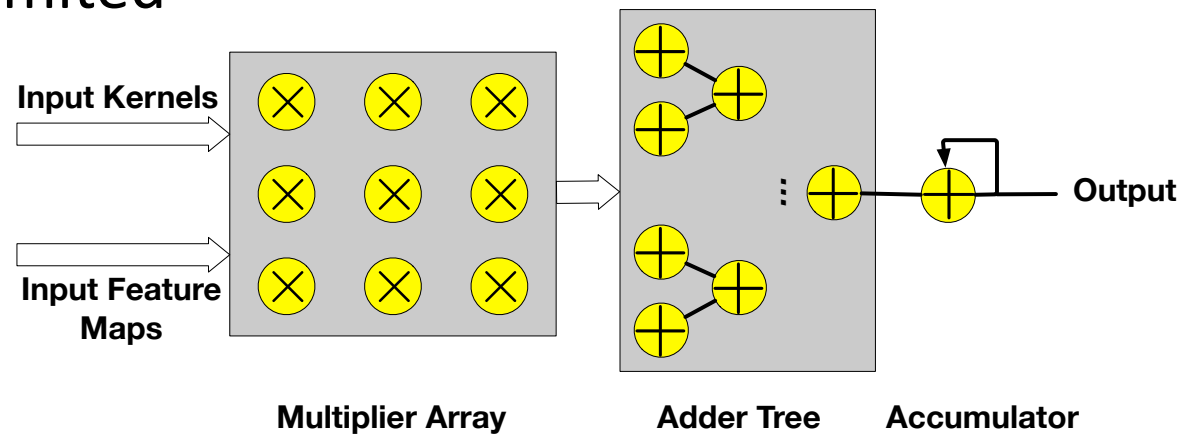 Input Kernels
Input Feature
Maps
...
Output
Multiplier Array
Adder Tree
Accumulator